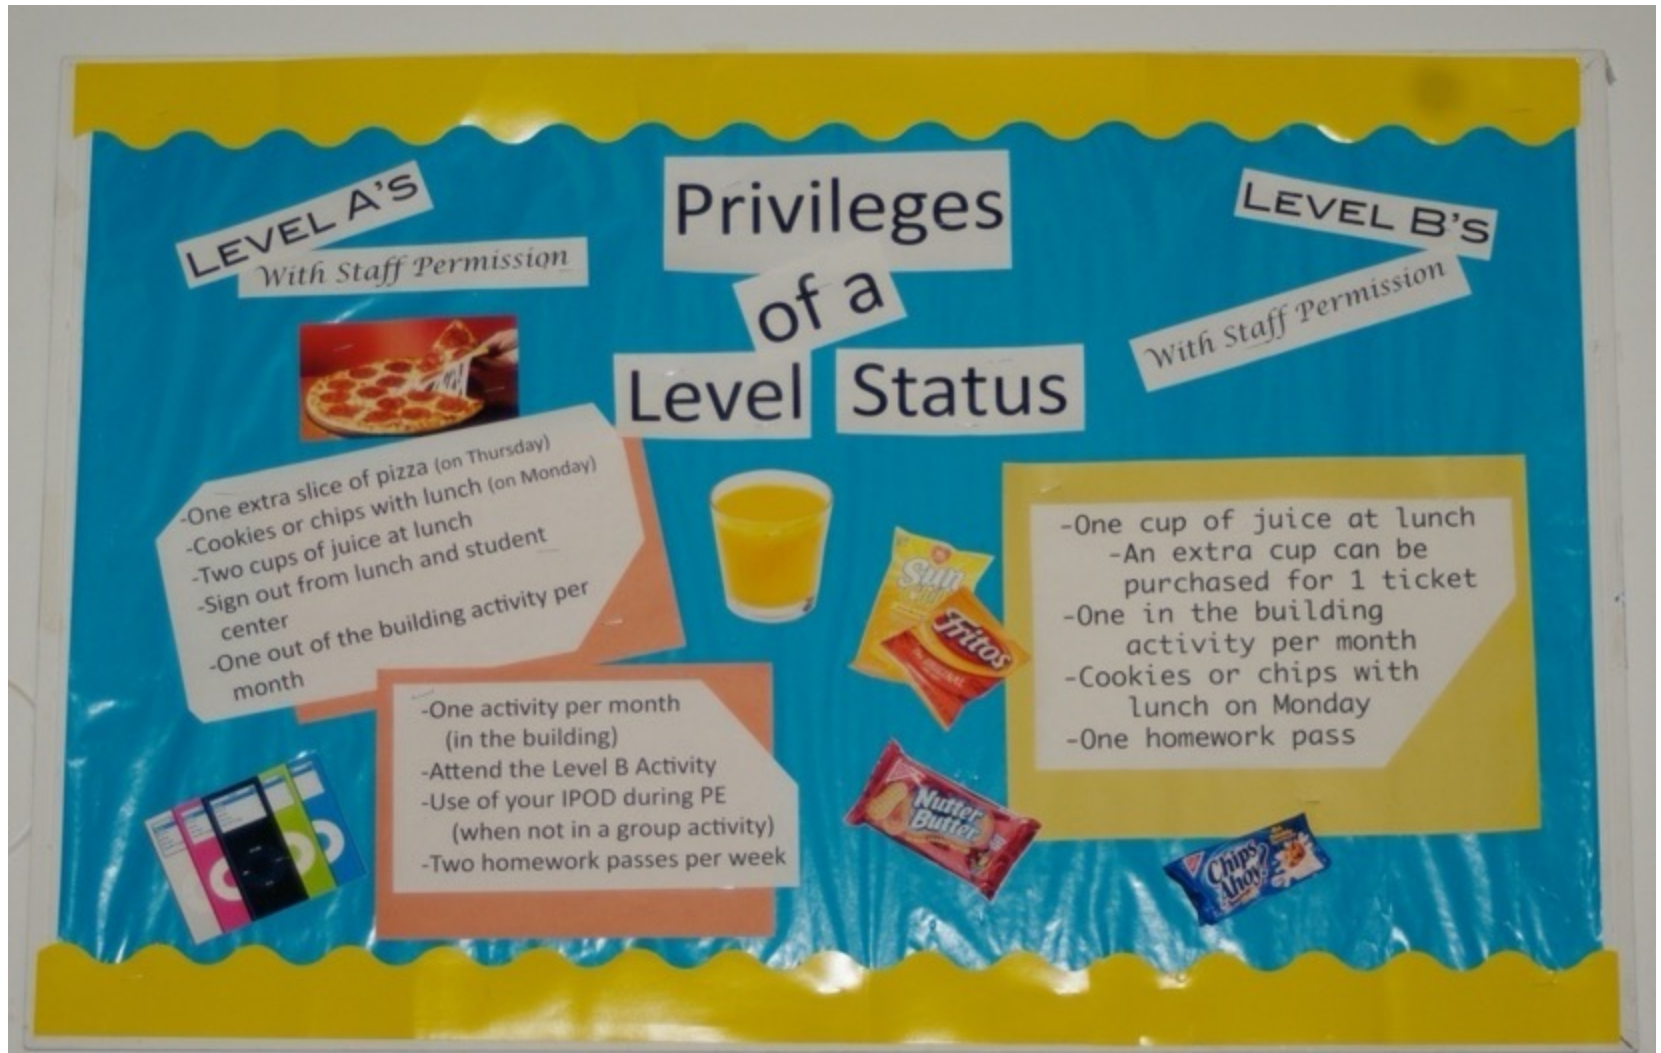 Privileges
of a
Level Status
LEVEL A'S
With Staff Permission
-One extra slice of pizza (on Thursday)
-Cookies or chips with lunch (on Monday)
-Two cups of juice at lunch
-Sign out from lunch and student
center
-One out of the building activity per
month
-One activity per month
(in the building)
-Attend the Level B Activity
-Use of your IPOD during PE
(when not in a group activity)
-Two homework passes per week
LEVEL B'S
With Staff Permission
-One cup of juice at lunch
-An extra cup can be
purchased for 1 ticket
-One in the building
activity per month
-Cookies or chips with
lunch on Monday
-One homework pass
Sun
Fritos
Nutter
Butter
Chips
Ahoy!